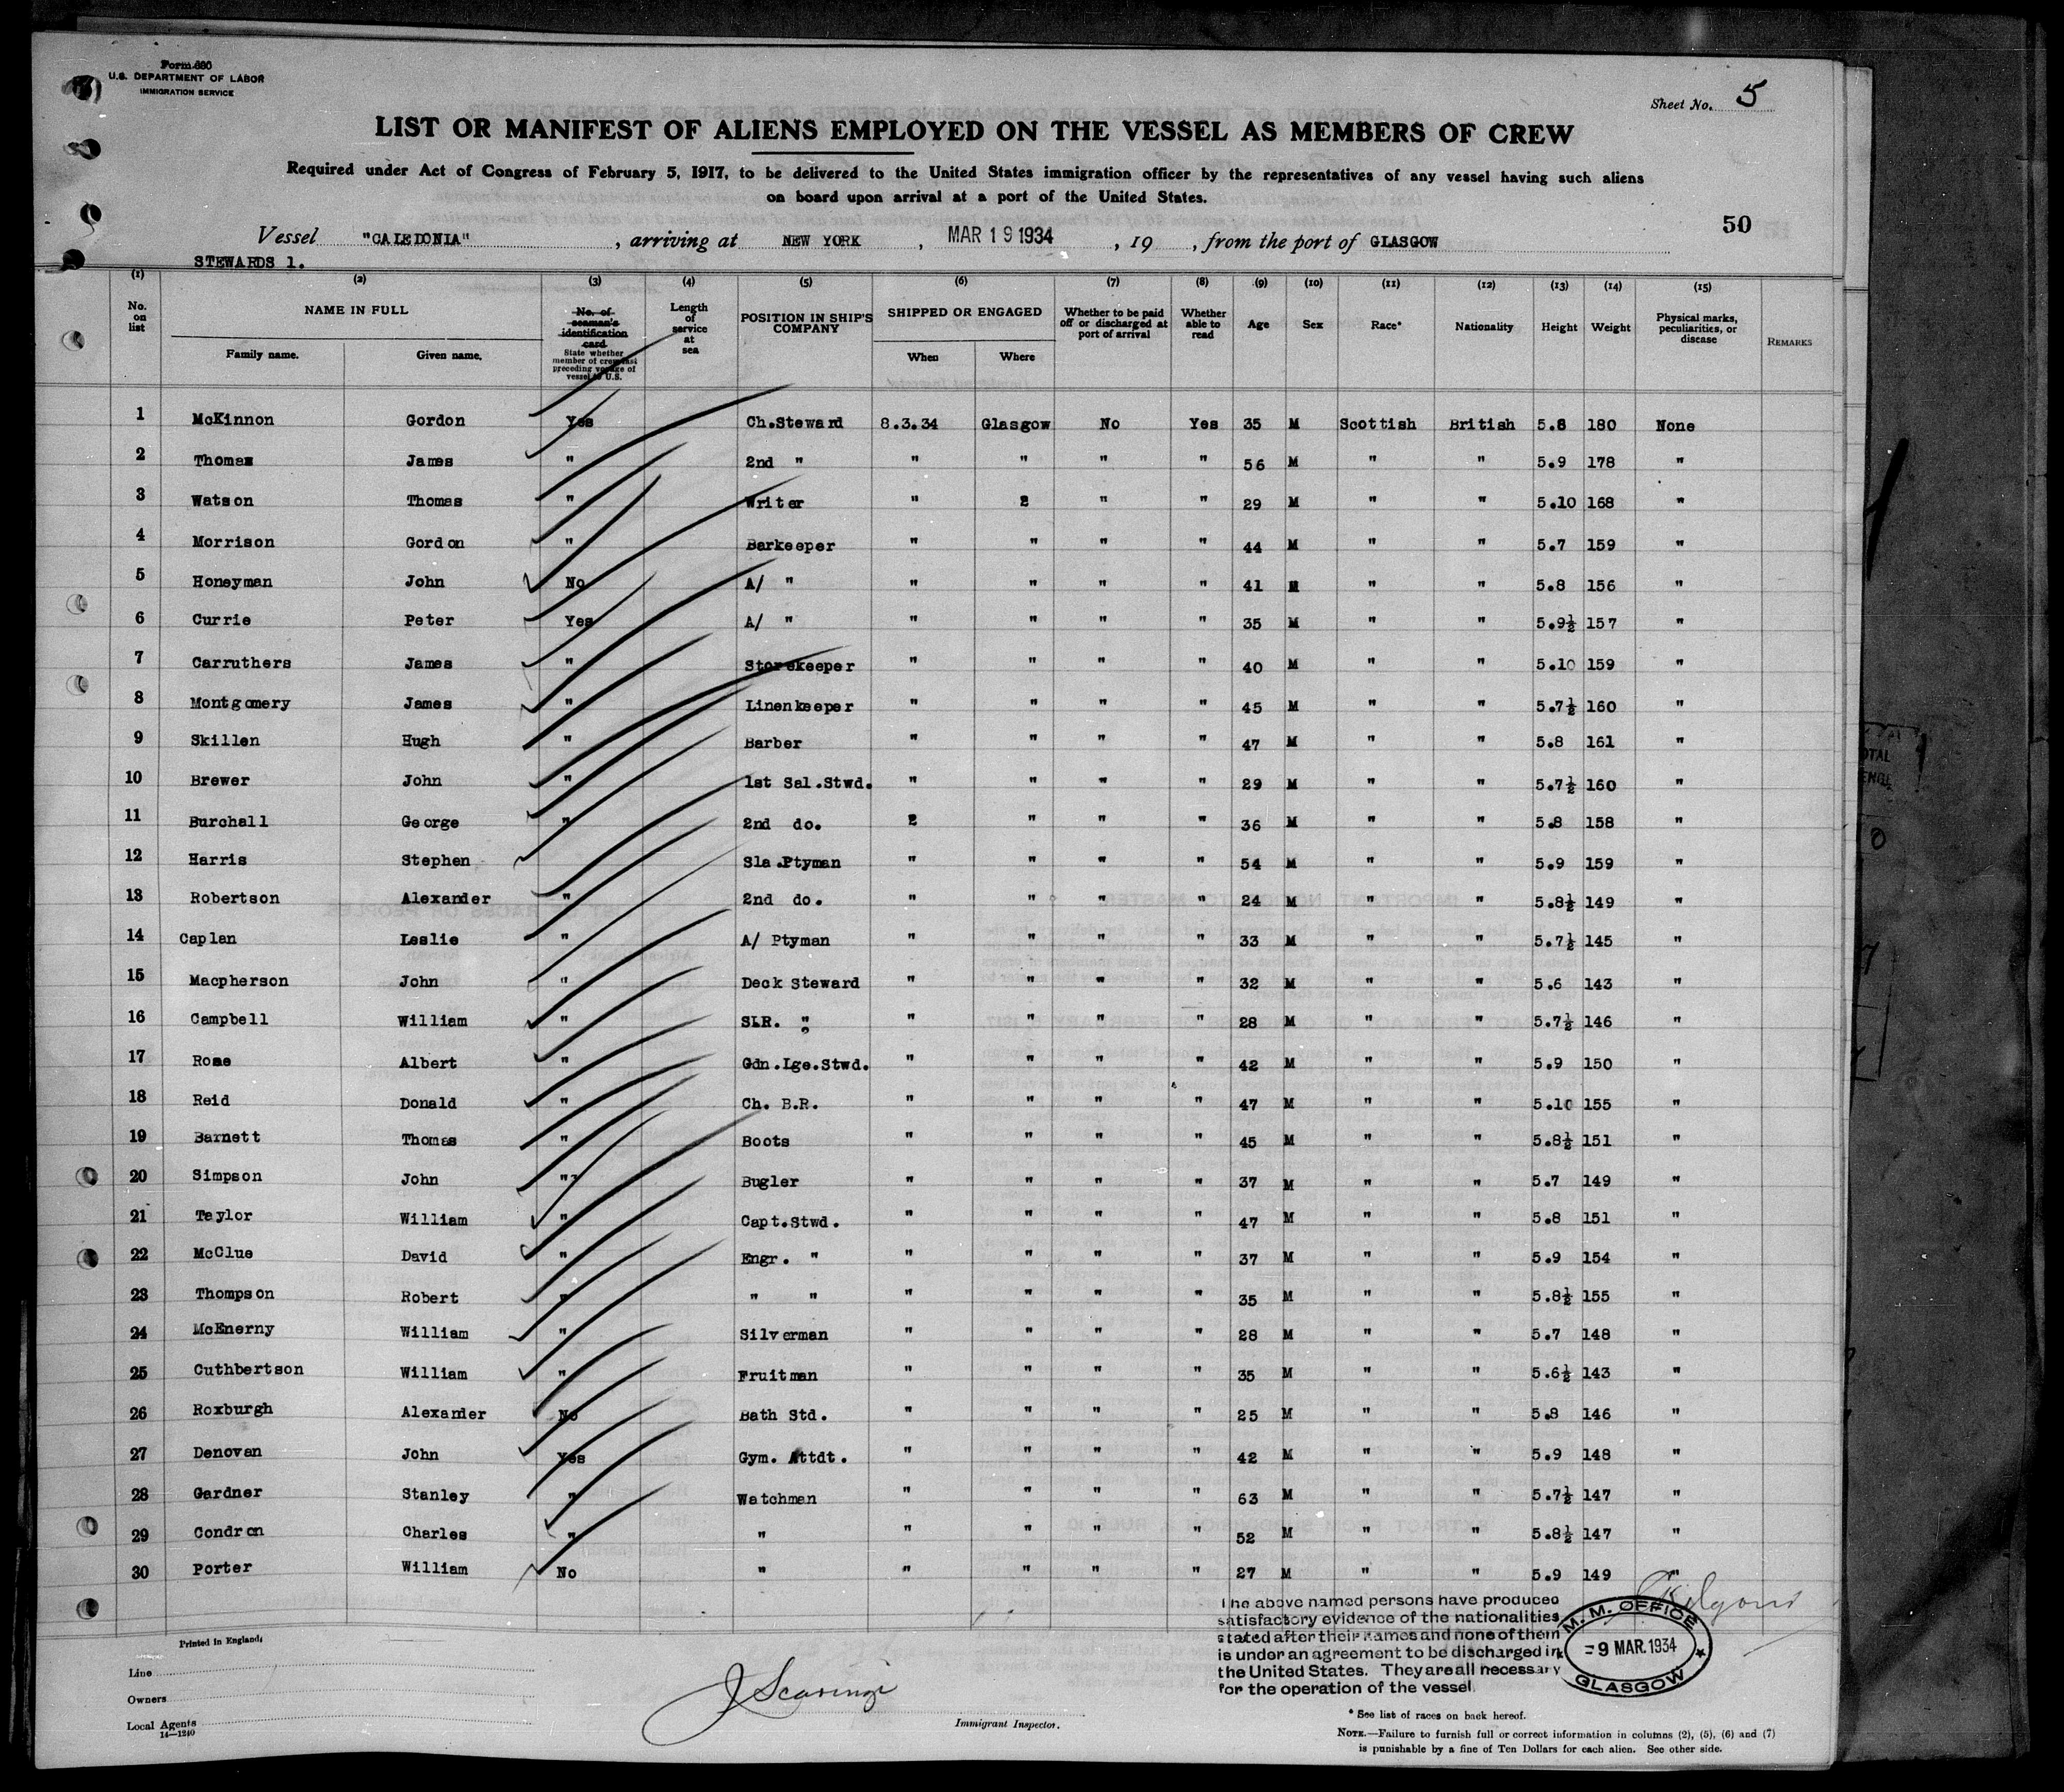 Form 680
U.S. DEPARTMENT OF LABOR
IMMIGRATION SERVICE
Sheet No. 5
LIST OR MANIFEST OF ALIENS EMPLOYED ON THE VESSEL AS MEMBERS OF CREW
Required under Act of Congress of February 5, 1917, to be delivered to the United States immigration officer by the representatives of any vessel having such aliens
on board upon arrival at a port of the United States.
50
Vessel "CALEDONIA" , arriving at NEW YORK , MAR 19 1934 , 19 , from the port of GLASGOW
STEWARDS 1.
(1) (2) (3) (4) (5) (6) (7) (8) (9) (10) (11) (12) (13) (14) (15)
No. on list NAME IN FULL Family name. Given name. No. of seaman's identification card State whether member of crew last preceding voyage of vessel to U.S. Length of service at sea POSITION IN SHIP'S COMPANY SHIPPED OR ENGAGED When Where Whether to be paid off or discharged at port of arrival Whether able to read Age Sex Race* Nationality Height Weight Physical marks, peculiarities, or disease REMARKS
1 McKinnon Gordon Yes Ch.Steward 8.3.34 Glasgow No Yes 35 M Scottish British 5.8 180 None
2 Thomas James " 2nd " " " " " 56 M " " 5.9 178 "
3 Watson Thomas " Writer " 2 " " 29 M " " 5.10 168 "
4 Morrison Gordon " Barkeeper " " " " 44 M " " 5.7 159 "
5 Honeyman John No A/ " " " " " 41 M " " 5.8 156 "
6 Currie Peter Yes A/ " " " " " 35 M " " 5.9½ 157 "
7 Carruthers James " Storekeeper " " " " 40 M " " 5.10 159 "
8 Montgomery James " Linenkeeper " " " " 45 M " " 5.7½ 160 "
9 Skillen Hugh " Barber " " " " 47 M " " 5.8 161 "
10 Brewer John " 1st Sal.Stwd. " " " " 29 M " " 5.7½ 160 "
11 Burchall George " 2nd do. 2 " " " 36 M " " 5.8 158 "
12 Harris Stephen Sla.Ptyman " " " " 54 M " " 5.9 159 "
13 Robertson Alexander " 2nd do. " " " " 24 M " " 5.8½ 149 "
14 Caplan Leslie " A/ Ptyman " " " " 33 M " " 5.7½ 145 "
15 Macpherson John " Deck Steward " " " " 32 M " " 5.6 143 "
16 Campbell William " SLR. " " " " " 28 M " " 5.7½ 146 "
17 Rose Albert " Gdn.Lge.Stwd. " " " " 42 M " " 5.9 150 "
18 Reid Donald " Ch. B.R. " " " " 47 M " " 5.10 155 "
19 Barnett Thomas " Boots " " " " 45 M " " 5.8½ 151 "
20 Simpson John " Bugler " " " " 37 M " " 5.7 149 "
21 Taylor William " Capt.Stwd. " " " " 47 M " " 5.8 151 "
22 McClue David " Engr. " " " " " 37 M " " 5.9 154 "
23 Thompson Robert " " " " " " " 35 M " " 5.8½ 155 "
24 McEnerny William " Silverman " " " " 28 M " " 5.7 148 "
25 Cuthbertson William " Fruitman " " " " 35 M " " 5.6½ 143 "
26 Roxburgh Alexander No Bath Std. " " " " 25 M " " 5.8 146 "
27 Denovan John Yes Gym. Attdt. " " " " 42 M " " 5.9 148 "
28 Gardner Stanley " Watchman " " " " 63 M " " 5.7½ 147 "
29 Condron Charles " " " " " " 52 M " " 5.8½ 147 "
30 Porter William No " " " " " 27 M " " 5.9 149 "
The above named persons have produced
satisfactory evidence of the nationalities
stated after their names and none of them
is under an agreement to be discharged in
the United States. They are all necessary
for the operation of the vessel
M. M. OFFICE
-9 MAR.1934
GLASGOW
Printed in England:
Line
Owners
Local Agents
14—1240
Immigrant Inspector.
* See list of races on back hereof.
NOTE.—Failure to furnish full or correct information in columns (2), (5), (6) and (7)
is punishable by a fine of Ten Dollars for each alien. See other side.